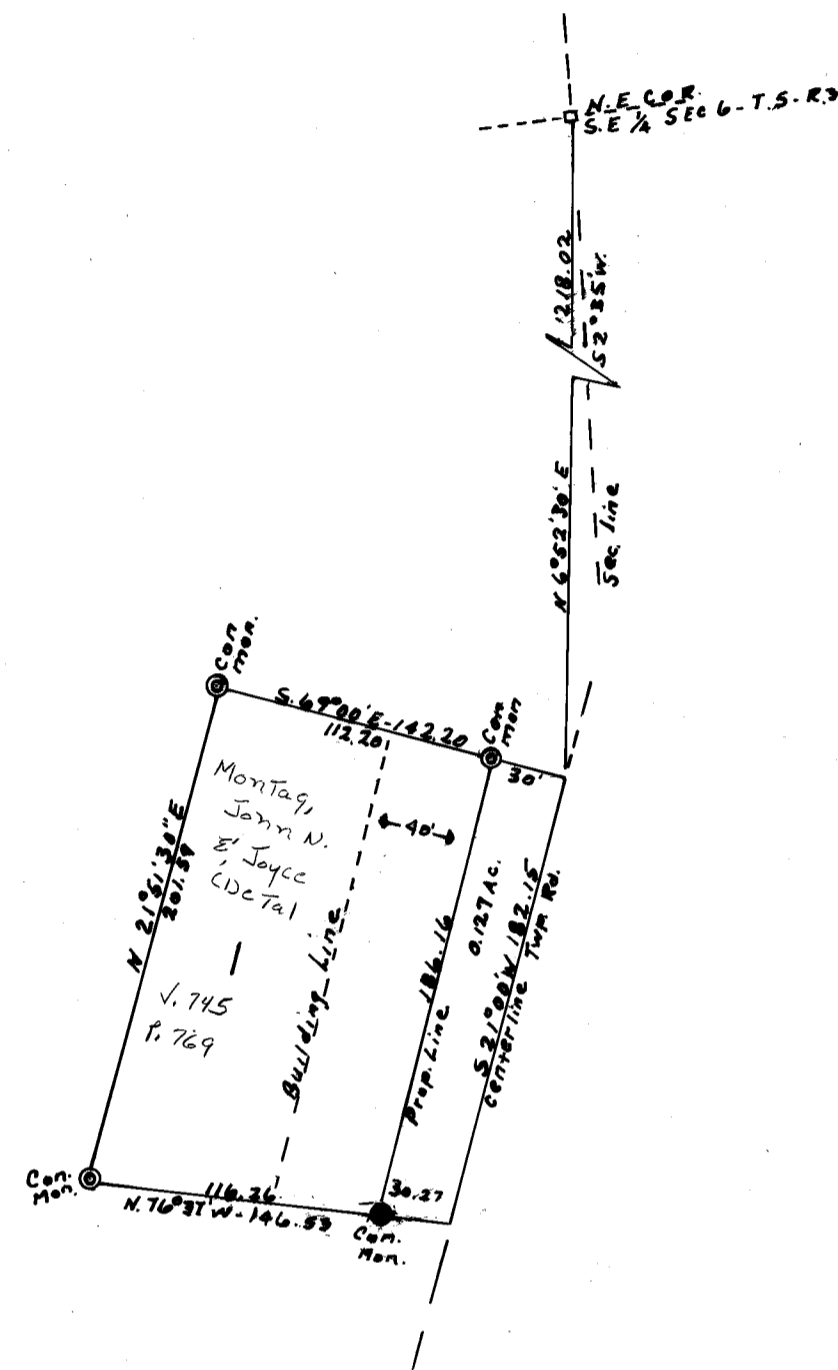 N.E. COR.
S.E ¼ SEC 6 - T.5 - R.3
1218.02
S 2°35'W.
N 6°52'30" E
Sec. line
Con
mon.
S. 69°00'E - 142.20
112.20
Con
mon
30'
Montag,
John N.
& Joyce
(De Tal
40'
N 21°51'30" E
201.59
Building Line
186.16
Prop. Line
0.127 Ac.
S 21°00'W 182.15
centerline Twp. Rd.
V. 745
P. 769
Con.
Mon.
116.26'
N. 76°37'W - 146.53
30.27
Con.
Mon.